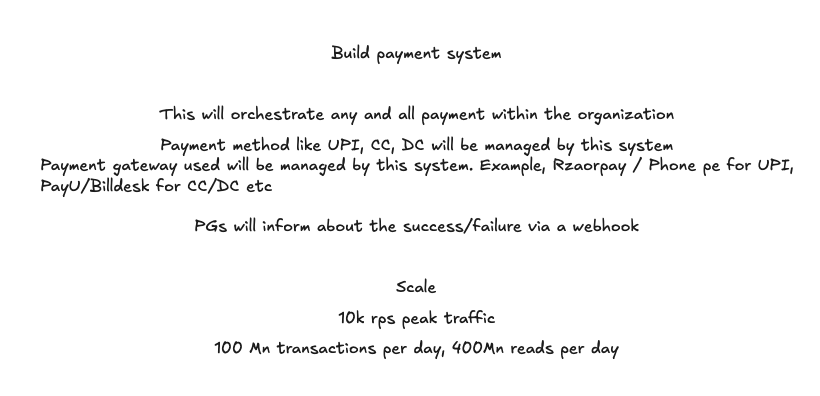 Build payment system
This will orchestrate any and all payment within the organization
Payment method like UPI, CC, DC will be managed by this system
Payment gateway used will be managed by this system. Example, Rzaorpay / Phone pe for UPI,
PayU/Billdesk for CC/DC etc
PGs will inform about the success/failure via a webhook
Scale
10k rps peak traffic
100 Mn transactions per day, 400Mn reads per day